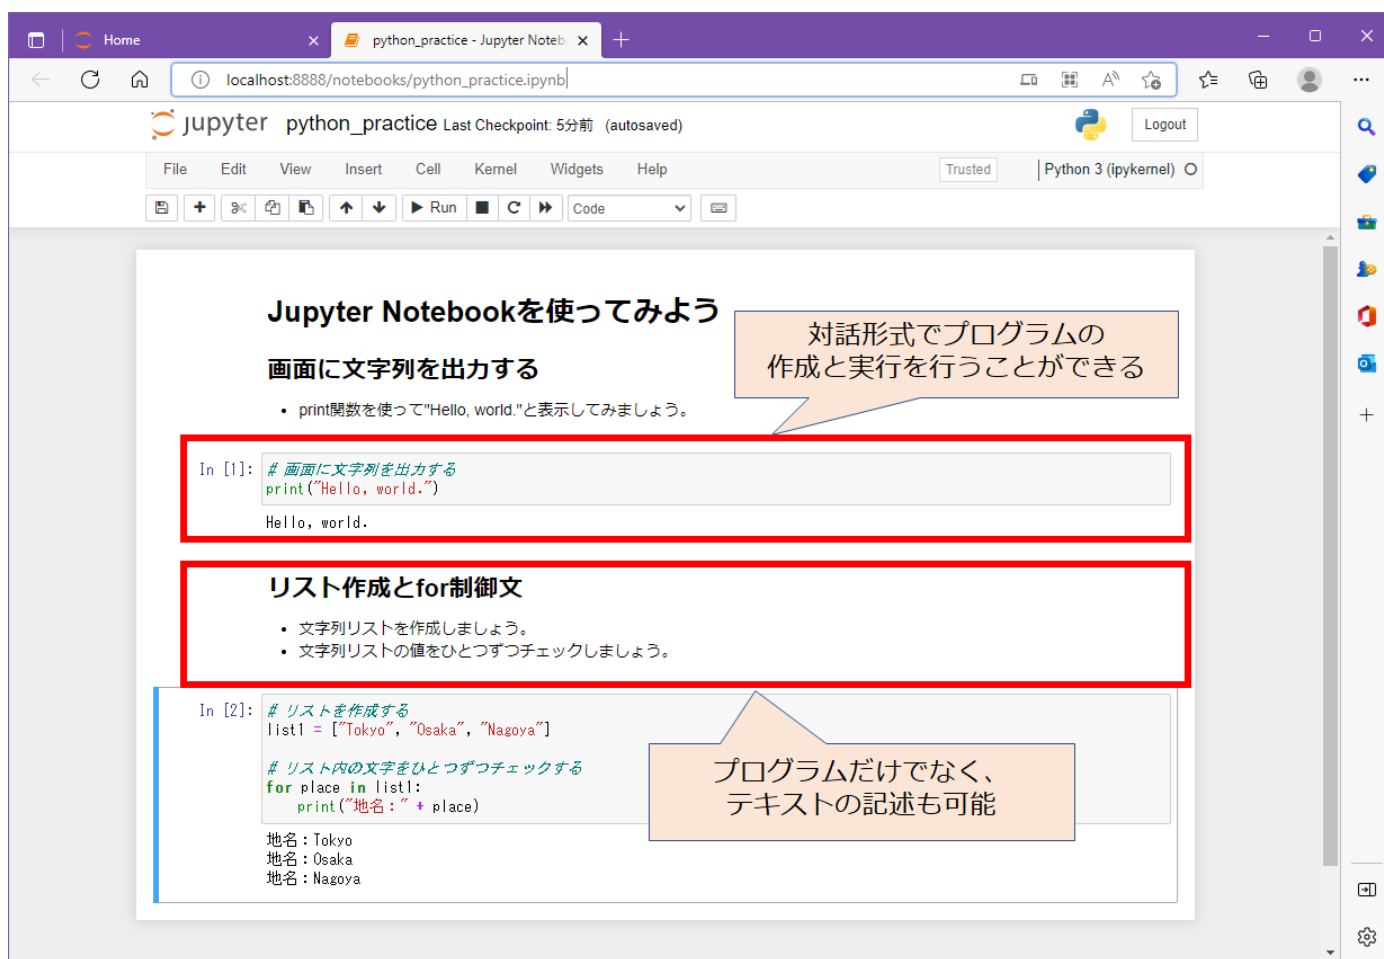 Home
python_practice - Jupyter Noteb
localhost:8888/notebooks/python_practice.ipynb
jupyter python_practice Last Checkpoint: 5分前 (autosaved)
Logout
File Edit View Insert Cell Kernel Widgets Help
Trusted
Python 3 (ipykernel)
Run
Code
Jupyter Notebookを使ってみよう
対話形式でプログラムの
作成と実行を行うことができる
画面に文字列を出力する
• print関数を使って"Hello, world."と表示してみましょう。
In [1]: # 画面に文字列を出力する
print("Hello, world.")
Hello, world.
リスト作成とfor制御文
• 文字列リストを作成しましょう。
• 文字列リストの値をひとつずつチェックしましょう。
In [2]: # リストを作成する
list1 = ["Tokyo", "Osaka", "Nagoya"]
# リスト内の文字をひとつずつチェックする
for place in list1:
print("地名：" + place)
プログラムだけでなく、
テキストの記述も可能
地名：Tokyo
地名：Osaka
地名：Nagoya